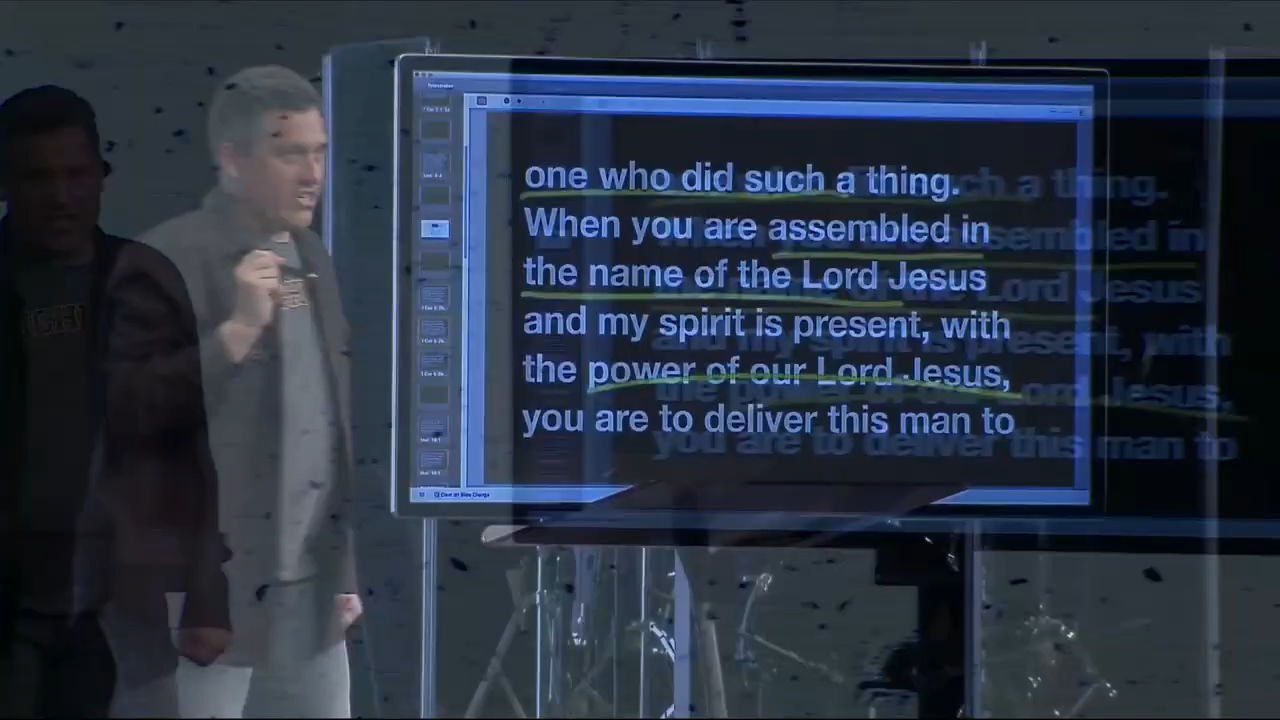 one who did such a thing.
When you are assembled in
the name of the Lord Jesus
and my spirit is present, with
the power of our Lord Jesus,
you are to deliver this man to